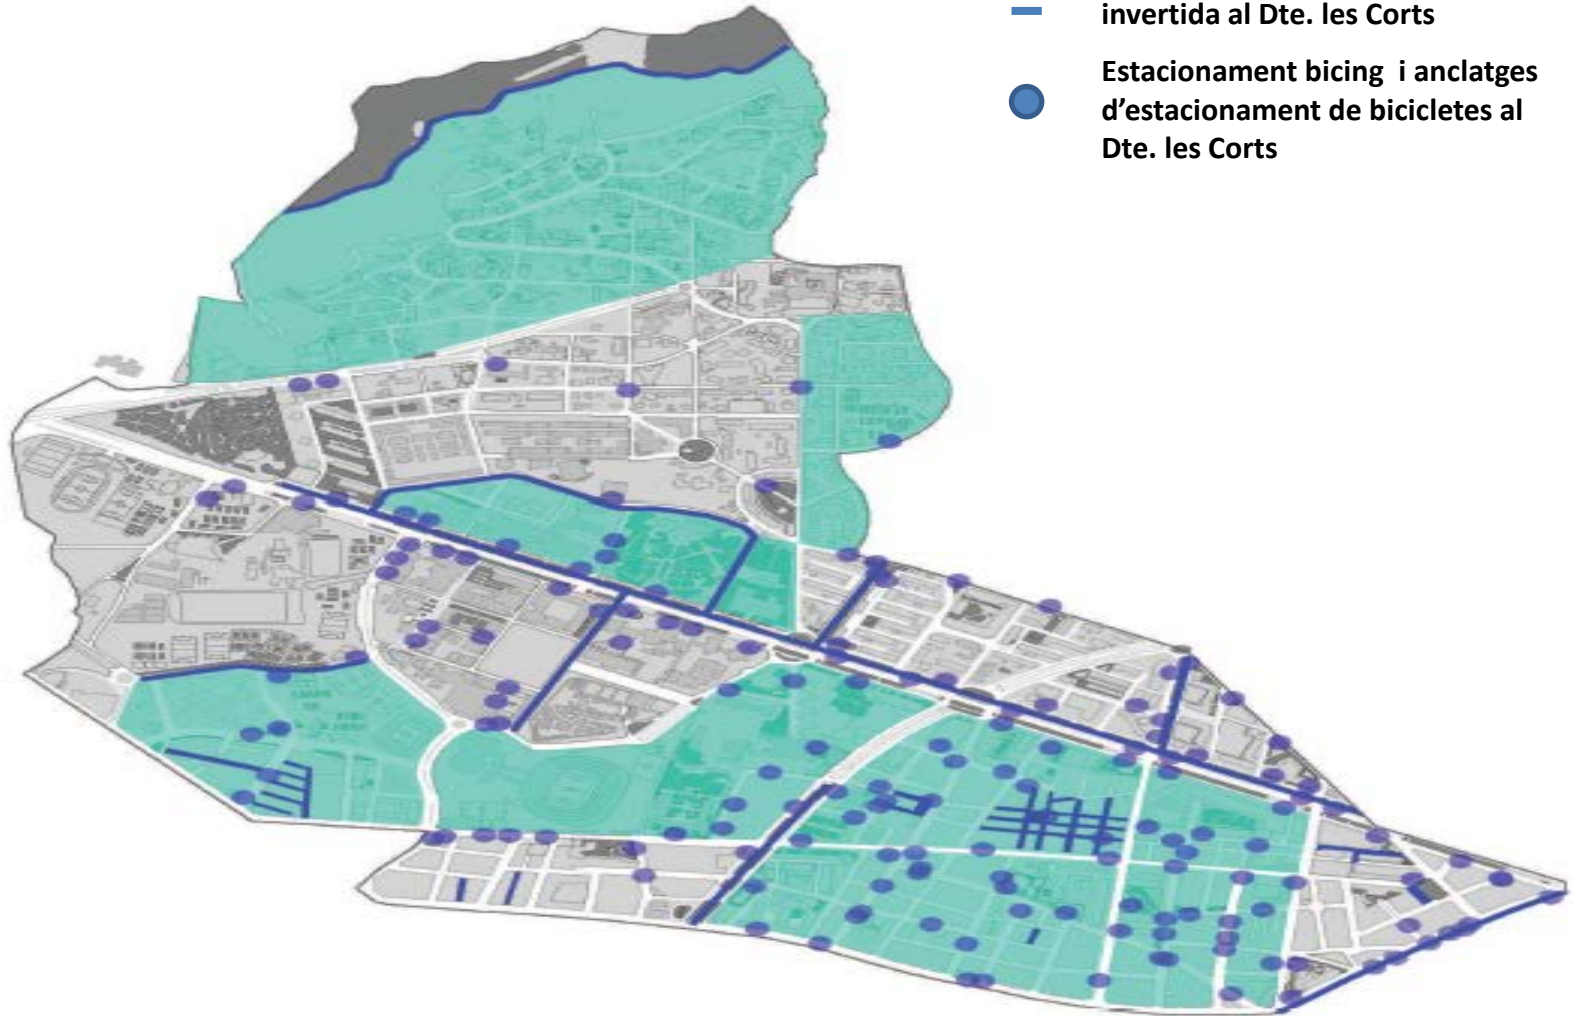 invertida al Dte. les Corts
Estacionament bicing i anclatges
d'estacionament de bicicletes al
Dte. les Corts